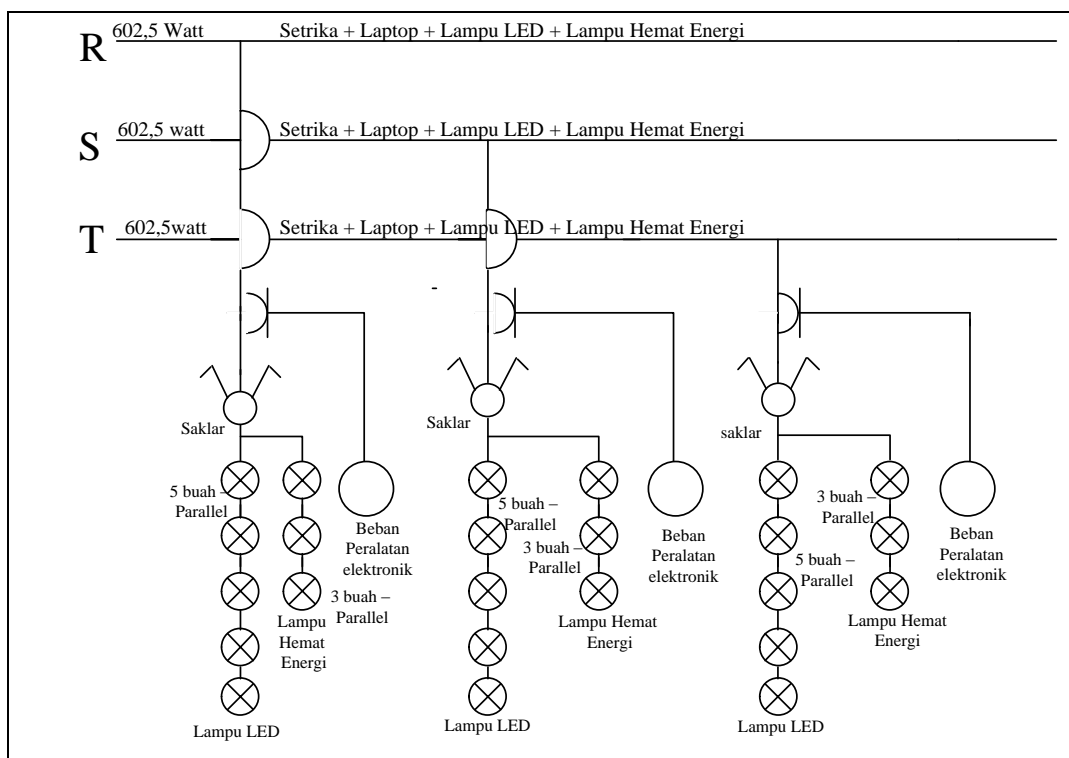 R 602,5 Watt Setrika + Laptop + Lampu LED + Lampu Hemat Energi
S 602,5 watt Setrika + Laptop + Lampu LED + Lampu Hemat Energi
T 602,5watt Setrika + Laptop + Lampu LED + Lampu Hemat Energi
Saklar
5 buah –
Parallel
3 buah –
Parallel
Lampu
Hemat
Energi
Lampu LED
Beban
Peralatan
elektronik
Saklar
5 buah –
Parallel
3 buah –
Parallel
Lampu Hemat
Energi
Lampu LED
Beban
Peralatan
elektronik
saklar
3 buah –
Parallel
5 buah –
Parallel
Lampu Hemat
Energi
Lampu LED
Beban
Peralatan
elektronik